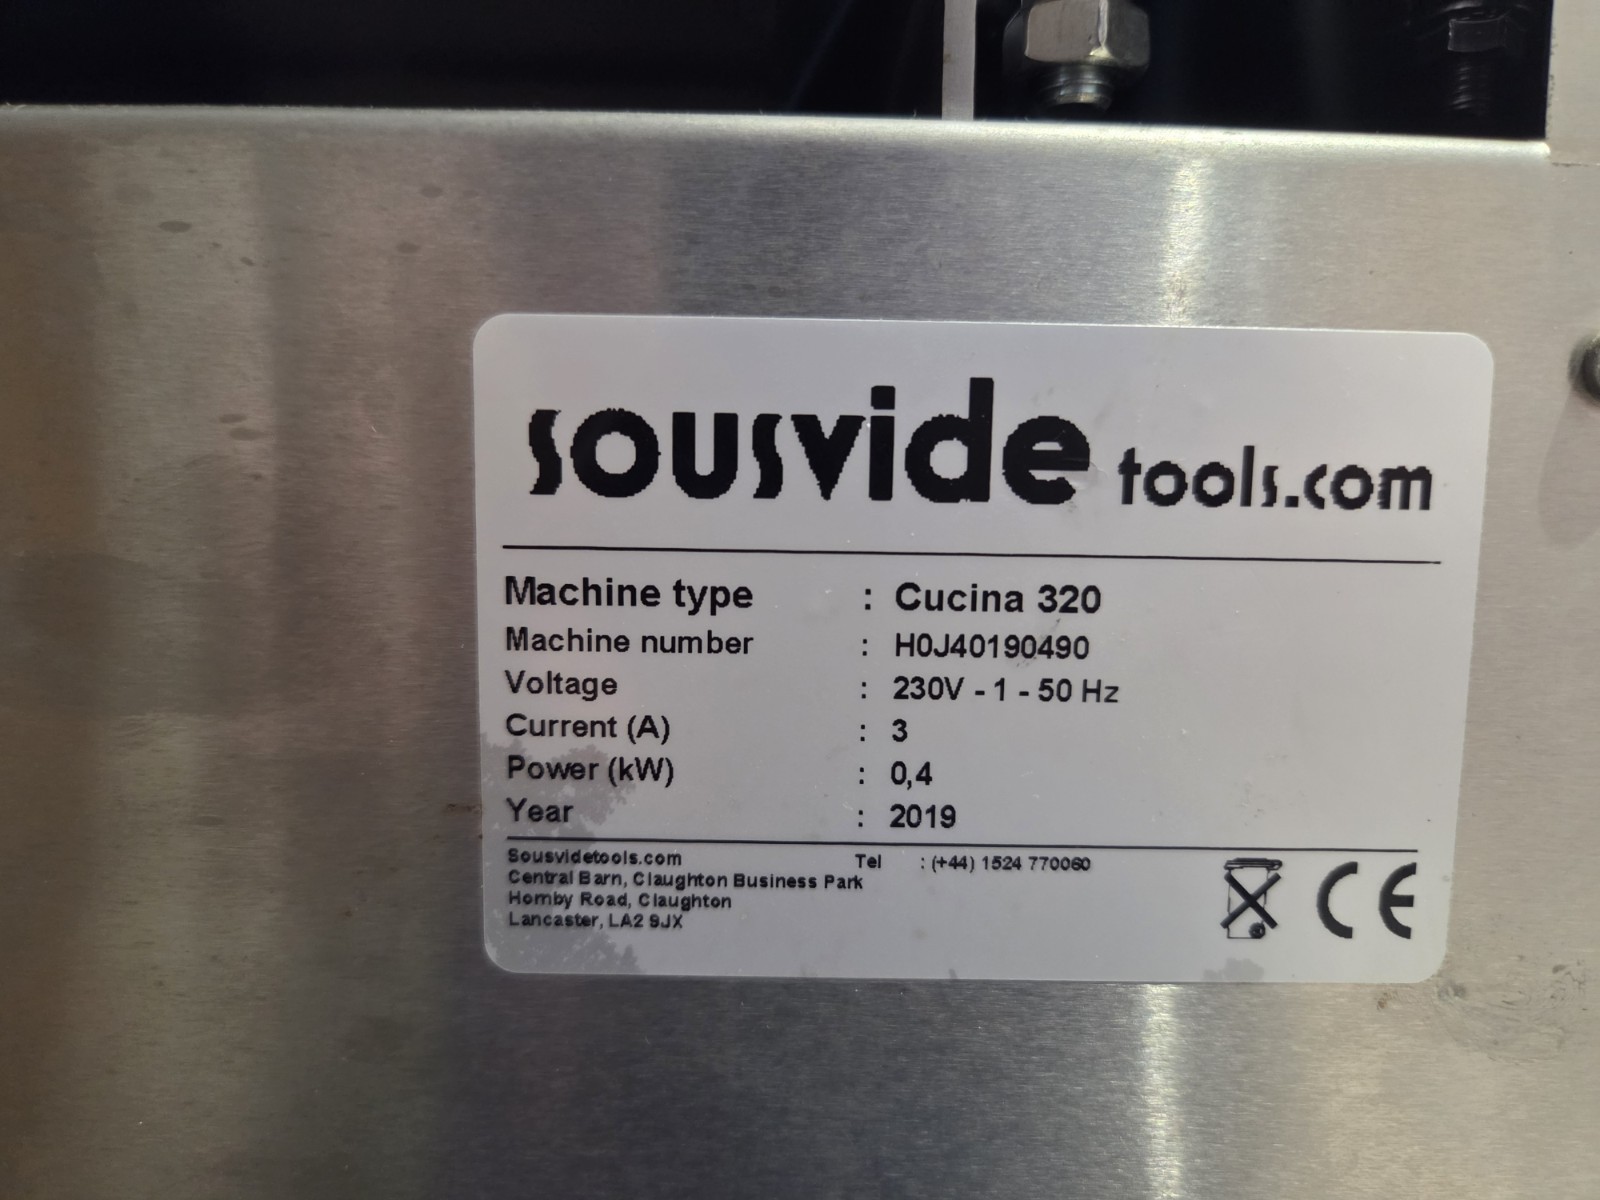 sousvide tools.com
Machine type : Cucina 320
Machine number : H0J40190490
Voltage : 230V - 1 - 50 Hz
Current (A) : 3
Power (kW) : 0,4
Year : 2019
Sousvidetools.com Tel : (+44) 1524 770060
Central Barn, Claughton Business Park
Hornby Road, Claughton
Lancaster, LA2 9JX
CE